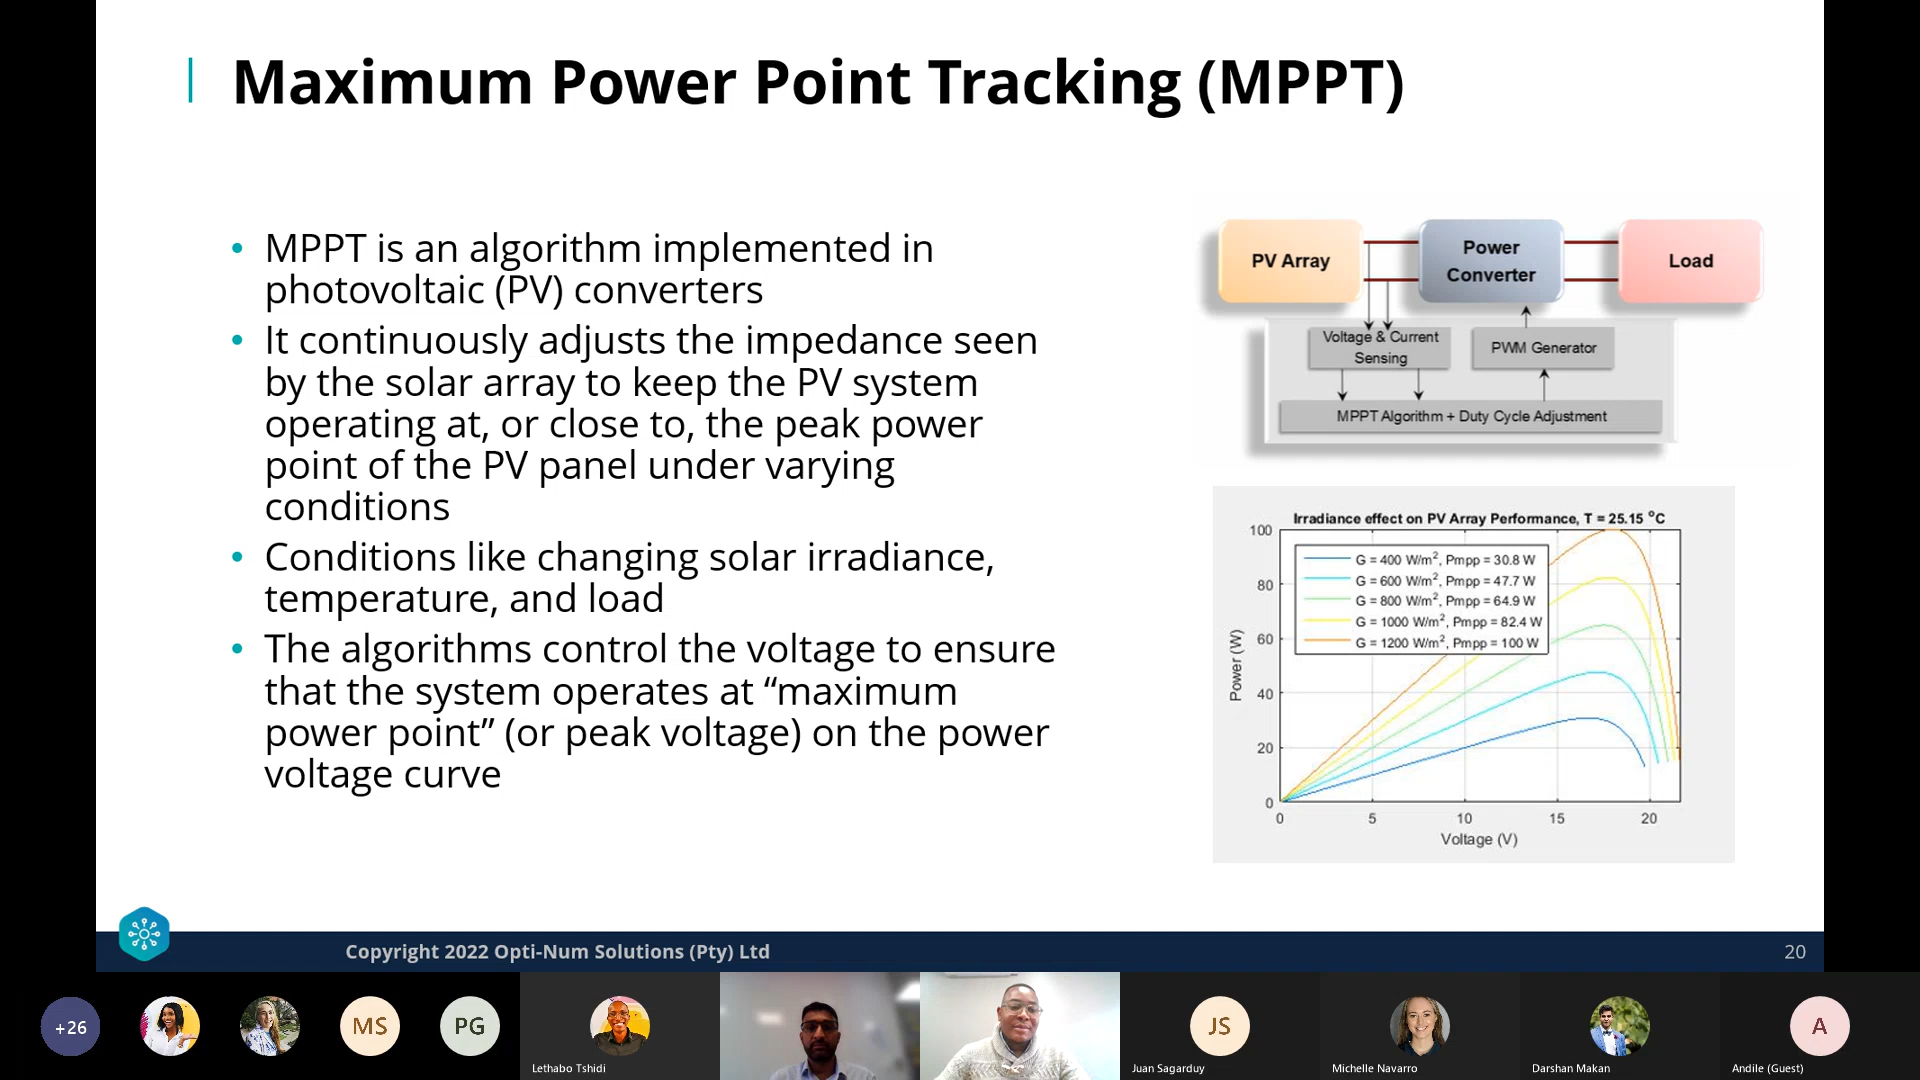 Maximum Power Point Tracking (MPPT)
• MPPT is an algorithm implemented in
photovoltaic (PV) converters
• It continuously adjusts the impedance seen
by the solar array to keep the PV system
operating at, or close to, the peak power
point of the PV panel under varying
conditions
• Conditions like changing solar irradiance,
temperature, and load
• The algorithms control the voltage to ensure
that the system operates at “maximum
power point” (or peak voltage) on the power
voltage curve
PV Array
Power
Converter
Load
Voltage & Current
Sensing
PWM Generator
MPPT Algorithm + Duty Cycle Adjustment
Irradiance effect on PV Array Performance, T = 25.15 °C
G = 400 W/m², Pmpp = 30.8 W
G = 600 W/m², Pmpp = 47.7 W
G = 800 W/m², Pmpp = 64.9 W
G = 1000 W/m², Pmpp = 82.4 W
G = 1200 W/m², Pmpp = 100 W
100
80
60
40
20
0
Power (W)
0 5 10 15 20
Voltage (V)
Copyright 2022 Opti-Num Solutions (Pty) Ltd
20
+26
MS
PG
Lethabo Tshidi
JS
Juan Sagarduy
Michelle Navarro
Darshan Makan
A
Andile (Guest)